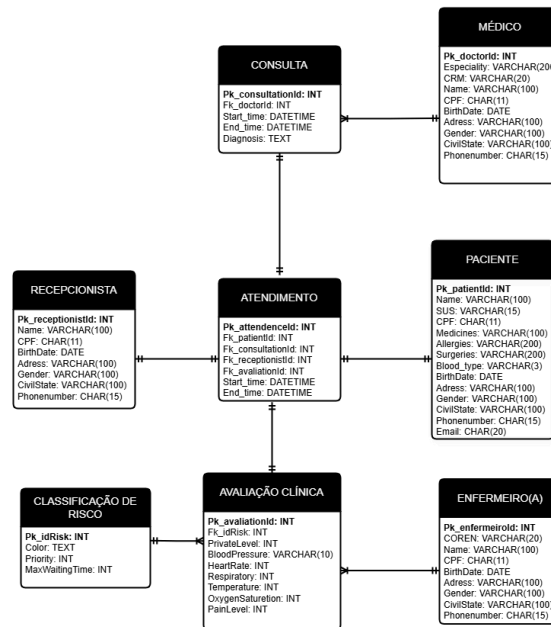 MÉDICO
Pk_doctorId: INT
Especiality: VARCHAR(200
CRM: VARCHAR(20)
Name: VARCHAR(100)
CPF: CHAR(11)
BirthDate: DATE
Adress: VARCHAR(100)
Gender: VARCHAR(100)
CivilState: VARCHAR(100)
Phonenumber: CHAR(15)
CONSULTA
Pk_consultationId: INT
Fk_doctorId: INT
Start_time: DATETIME
End_time: DATETIME
Diagnosis: TEXT
RECEPCIONISTA
Pk_receptionistId: INT
Name: VARCHAR(100)
CPF: CHAR(11)
BirthDate: DATE
Adress: VARCHAR(100)
Gender: VARCHAR(100)
CivilState: VARCHAR(100)
Phonenumber: CHAR(15)
ATENDIMENTO
Pk_attendenceId: INT
Fk_patientId: INT
Fk_consultationId: INT
Fk_receptionistId: INT
Fk_avaliationId: INT
Start_time: DATETIME
End_time: DATETIME
PACIENTE
Pk_patientId: INT
Name: VARCHAR(100)
SUS: VARCHAR(15)
CPF: CHAR(11)
Medicines: VARCHAR(100)
Allergies: VARCHAR(200)
Surgeries: VARCHAR(200)
Blood_type: VARCHAR(3)
BirthDate: DATE
Adress: VARCHAR(100)
Gender: VARCHAR(100)
CivilState: VARCHAR(100)
Phonenumber: CHAR(15)
Email: CHAR(20)
CLASSIFICAÇÃO DE
RISCO
Pk_idRisk: INT
Color: TEXT
Priority: INT
MaxWaitingTime: INT
AVALIAÇÃO CLÍNICA
Pk_avaliationId: INT
Fk_idRisk: INT
PrivateLevel: INT
BloodPressure: VARCHAR(10)
HeartRate: INT
Respiratory: INT
Temperature: INT
OxygenSaturetion: INT
PainLevel: INT
ENFERMEIRO(A)
Pk_enfermeiroId: INT
COREN: VARCHAR(20)
Name: VARCHAR(100)
CPF: CHAR(11)
BirthDate: DATE
Adress: VARCHAR(100)
Gender: VARCHAR(100)
CivilState: VARCHAR(100)
Phonenumber: CHAR(15)